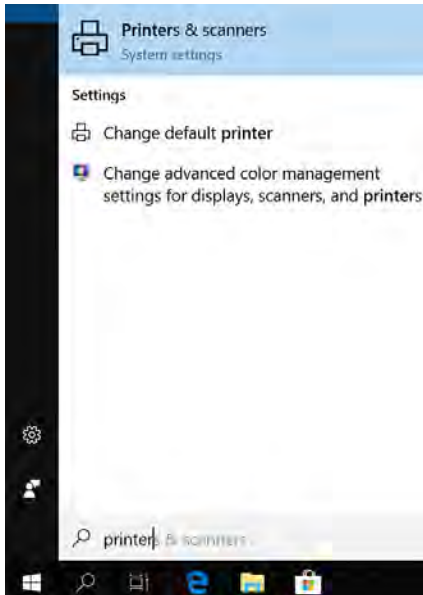 Printers & scanners
System settings
Settings
Change default printer
Change advanced color management
settings for displays, scanners, and printers
printers & scanners